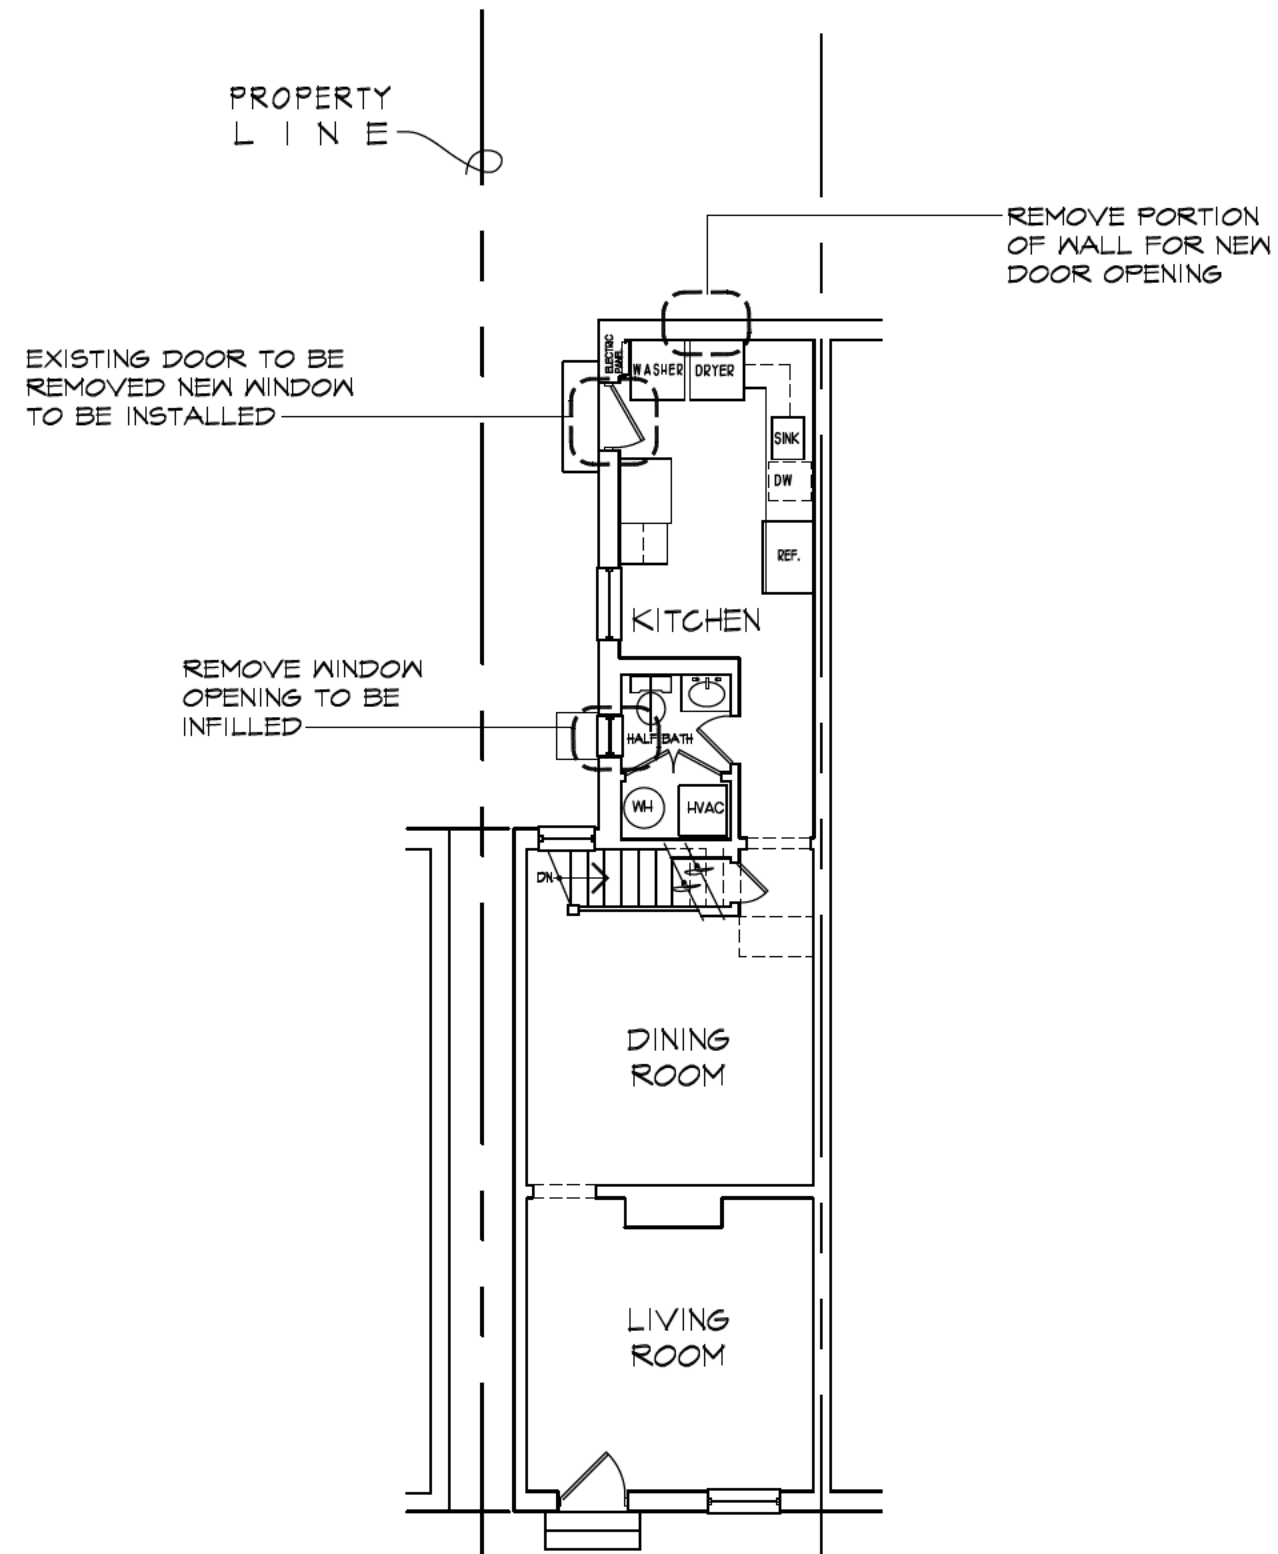 PROPERTY
LINE
REMOVE PORTION
OF WALL FOR NEW
DOOR OPENING
EXISTING DOOR TO BE
REMOVED NEW WINDOW
TO BE INSTALLED
ELECTRIC
PANEL
WASHER
DRYER
SINK
DW
REF.
KITCHEN
REMOVE WINDOW
OPENING TO BE
INFILLED
HALF BATH
WH
HVAC
DN
DINING
ROOM
LIVING
ROOM